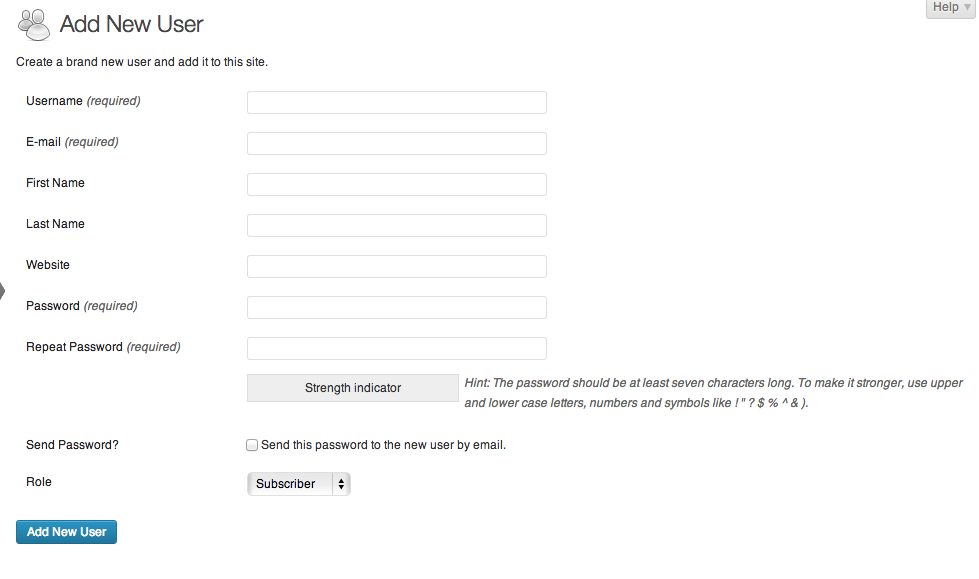 Help
Add New User
Create a brand new user and add it to this site.
Username (required)
E-mail (required)
First Name
Last Name
Website
Password (required)
Repeat Password (required)
Strength indicator
Hint: The password should be at least seven characters long. To make it stronger, use upper
and lower case letters, numbers and symbols like ! " ? $ % ^ & ).
Send Password?
Send this password to the new user by email.
Role
Subscriber
Add New User